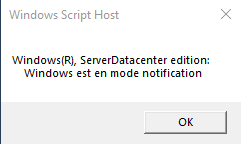 Windows Script Host
Windows(R), ServerDatacenter edition:
Windows est en mode notification
OK